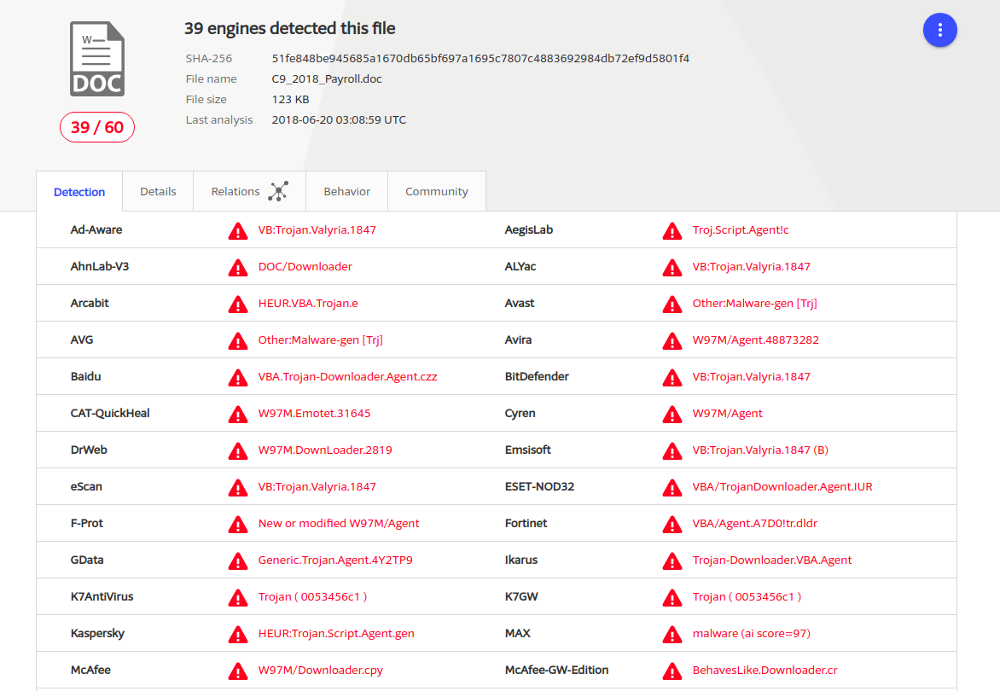 W
DOC
39 / 60
39 engines detected this file
SHA-256 51fe848be945685a1670db65bf697a1695c7807c4883692984db72ef9d5801f4
File name C9_2018_Payroll.doc
File size 123 KB
Last analysis 2018-06-20 03:08:59 UTC
Detection Details Relations Behavior Community
Ad-Aware VB:Trojan.Valyria.1847 AegisLab Troj.Script.Agent!c
AhnLab-V3 DOC/Downloader ALYac VB:Trojan.Valyria.1847
Arcabit HEUR.VBA.Trojan.e Avast Other:Malware-gen [Trj]
AVG Other:Malware-gen [Trj] Avira W97M/Agent.48873282
Baidu VBA.Trojan-Downloader.Agent.czz BitDefender VB:Trojan.Valyria.1847
CAT-QuickHeal W97M.Emotet.31645 Cyren W97M/Agent
DrWeb W97M.DownLoader.2819 Emsisoft VB:Trojan.Valyria.1847 (B)
eScan VB:Trojan.Valyria.1847 ESET-NOD32 VBA/TrojanDownloader.Agent.IUR
F-Prot New or modified W97M/Agent Fortinet VBA/Agent.A7D0!tr.dldr
GData Generic.Trojan.Agent.4Y2TP9 Ikarus Trojan-Downloader.VBA.Agent
K7AntiVirus Trojan ( 0053456c1 ) K7GW Trojan ( 0053456c1 )
Kaspersky HEUR:Trojan.Script.Agent.gen MAX malware (ai score=97)
McAfee W97M/Downloader.cpy McAfee-GW-Edition BehavesLike.Downloader.cr